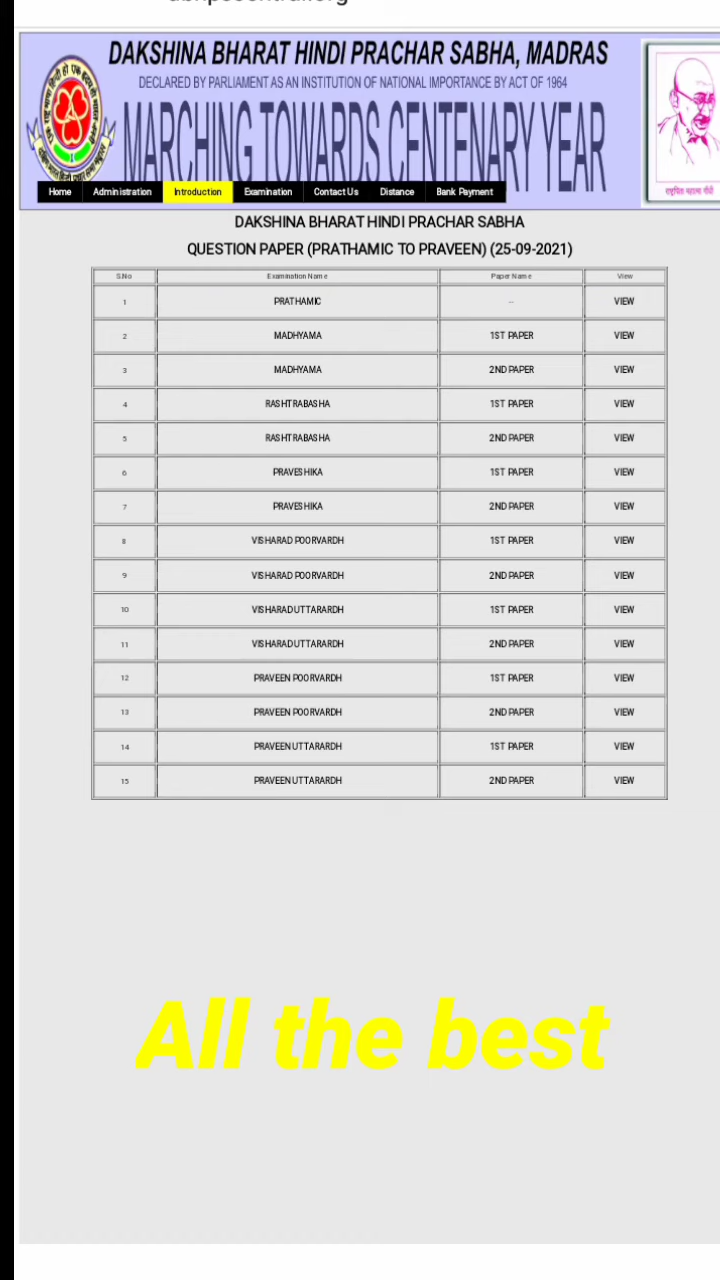 DAKSHINA BHARAT HINDI PRACHAR SABHA, MADRAS
DECLARED BY PARLIAMENT AS AN INSTITUTION OF NATIONAL IMPORTANCE BY ACT OF 1964
MARCHING TOWARDS CENTENARY YEAR
राष्ट्रपिता महात्मा गाँधी
Home Administration Introduction Examination Contact Us Distance Bank Payment
DAKSHINA BHARAT HINDI PRACHAR SABHA
QUESTION PAPER (PRATHAMIC TO PRAVEEN) (25-09-2021)
S.No Examination Name Paper Name View
1 PRATHAMIC -- VIEW
2 MADHYAMA 1ST PAPER VIEW
3 MADHYAMA 2ND PAPER VIEW
4 RASHTRABASHA 1ST PAPER VIEW
5 RASHTRABASHA 2ND PAPER VIEW
6 PRAVESHIKA 1ST PAPER VIEW
7 PRAVESHIKA 2ND PAPER VIEW
8 VISHARAD POORVARDH 1ST PAPER VIEW
9 VISHARAD POORVARDH 2ND PAPER VIEW
10 VISHARAD UTTARARDH 1ST PAPER VIEW
11 VISHARAD UTTARARDH 2ND PAPER VIEW
12 PRAVEEN POORVARDH 1ST PAPER VIEW
13 PRAVEEN POORVARDH 2ND PAPER VIEW
14 PRAVEEN UTTARARDH 1ST PAPER VIEW
15 PRAVEEN UTTARARDH 2ND PAPER VIEW
All the best